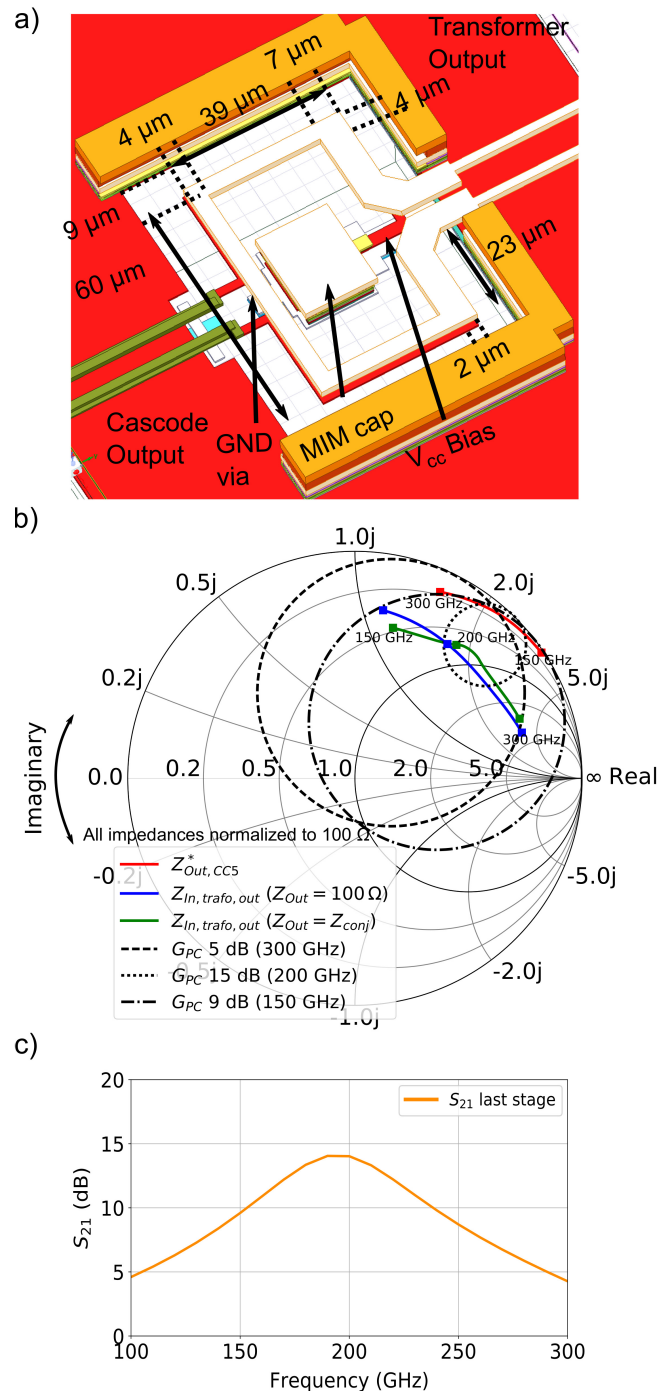 a)
Transformer
Output
7 μm
4 μm
39 μm
4 μm
9 μm
60 μm
23 μm
2 μm
MIM cap
Vcc Bias
Cascode
Output
GND
via
b)
1.0j
0.5j
2.0j
0.2j
5.0j
300 GHz
150 GHz
200 GHz
150 GHz
300 GHz
Imaginary
0.0
0.2
0.5
1.0
2.0
5.0
∞ Real
All impedances normalized to 100 Ω
-0.2j
-5.0j
-0.5j
-2.0j
-1.0j
Z*Out,CC5
ZIn,trafo,out (ZOut = 100 Ω)
ZIn,trafo,out (ZOut = Zconj)
GPC 5 dB (300 GHz)
GPC 15 dB (200 GHz)
GPC 9 dB (150 GHz)
c)
S21 last stage
S21 (dB)
20
15
10
5
0
100
150
200
250
300
Frequency (GHz)